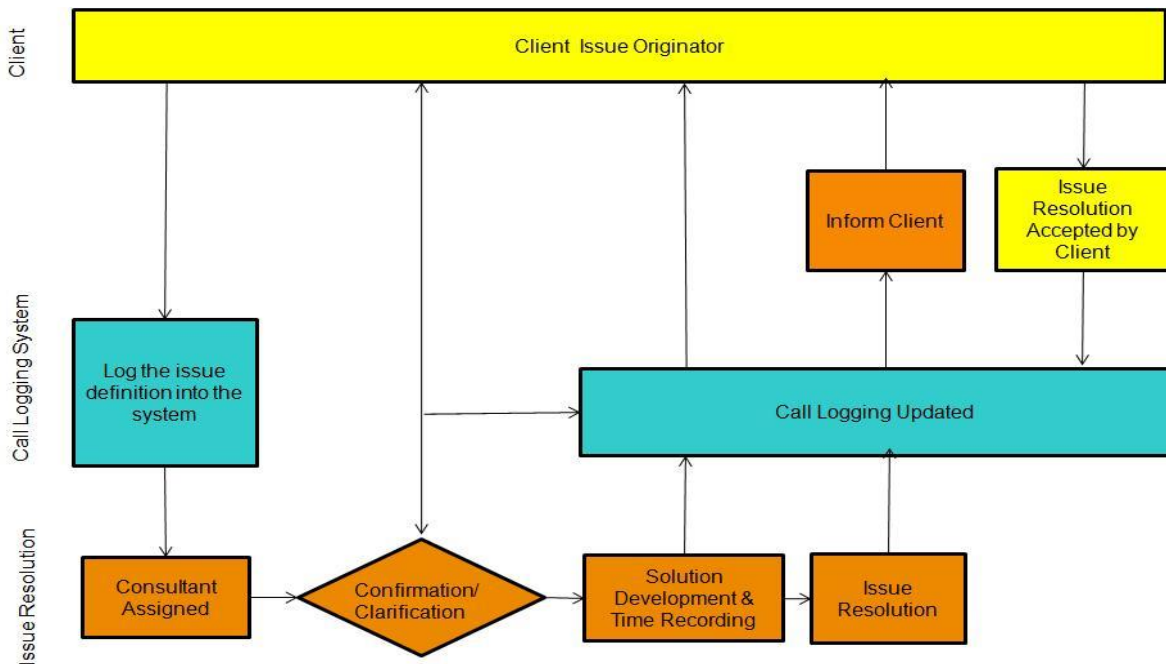 Client
Client Issue Originator
Inform Client
Issue
Resolution
Accepted by
Client
Call Logging System
Log the issue
definition into the
system
Call Logging Updated
Issue Resolution
Consultant
Assigned
Confirmation/
Clarification
Solution
Development &
Time Recording
Issue
Resolution